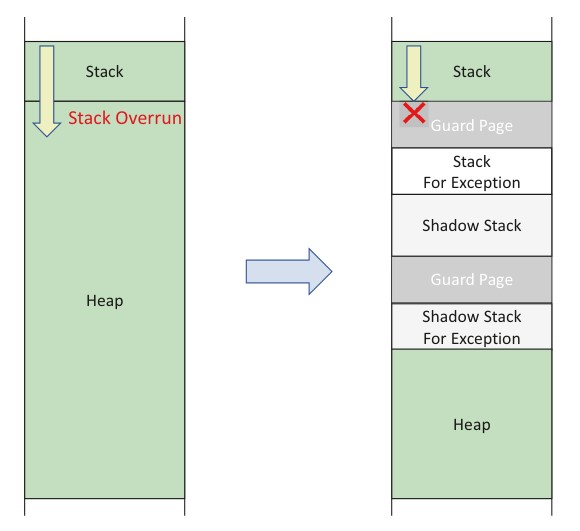 Stack
Stack Overrun
Heap
Stack
Guard Page
Stack
For Exception
Shadow Stack
Guard Page
Shadow Stack
For Exception
Heap